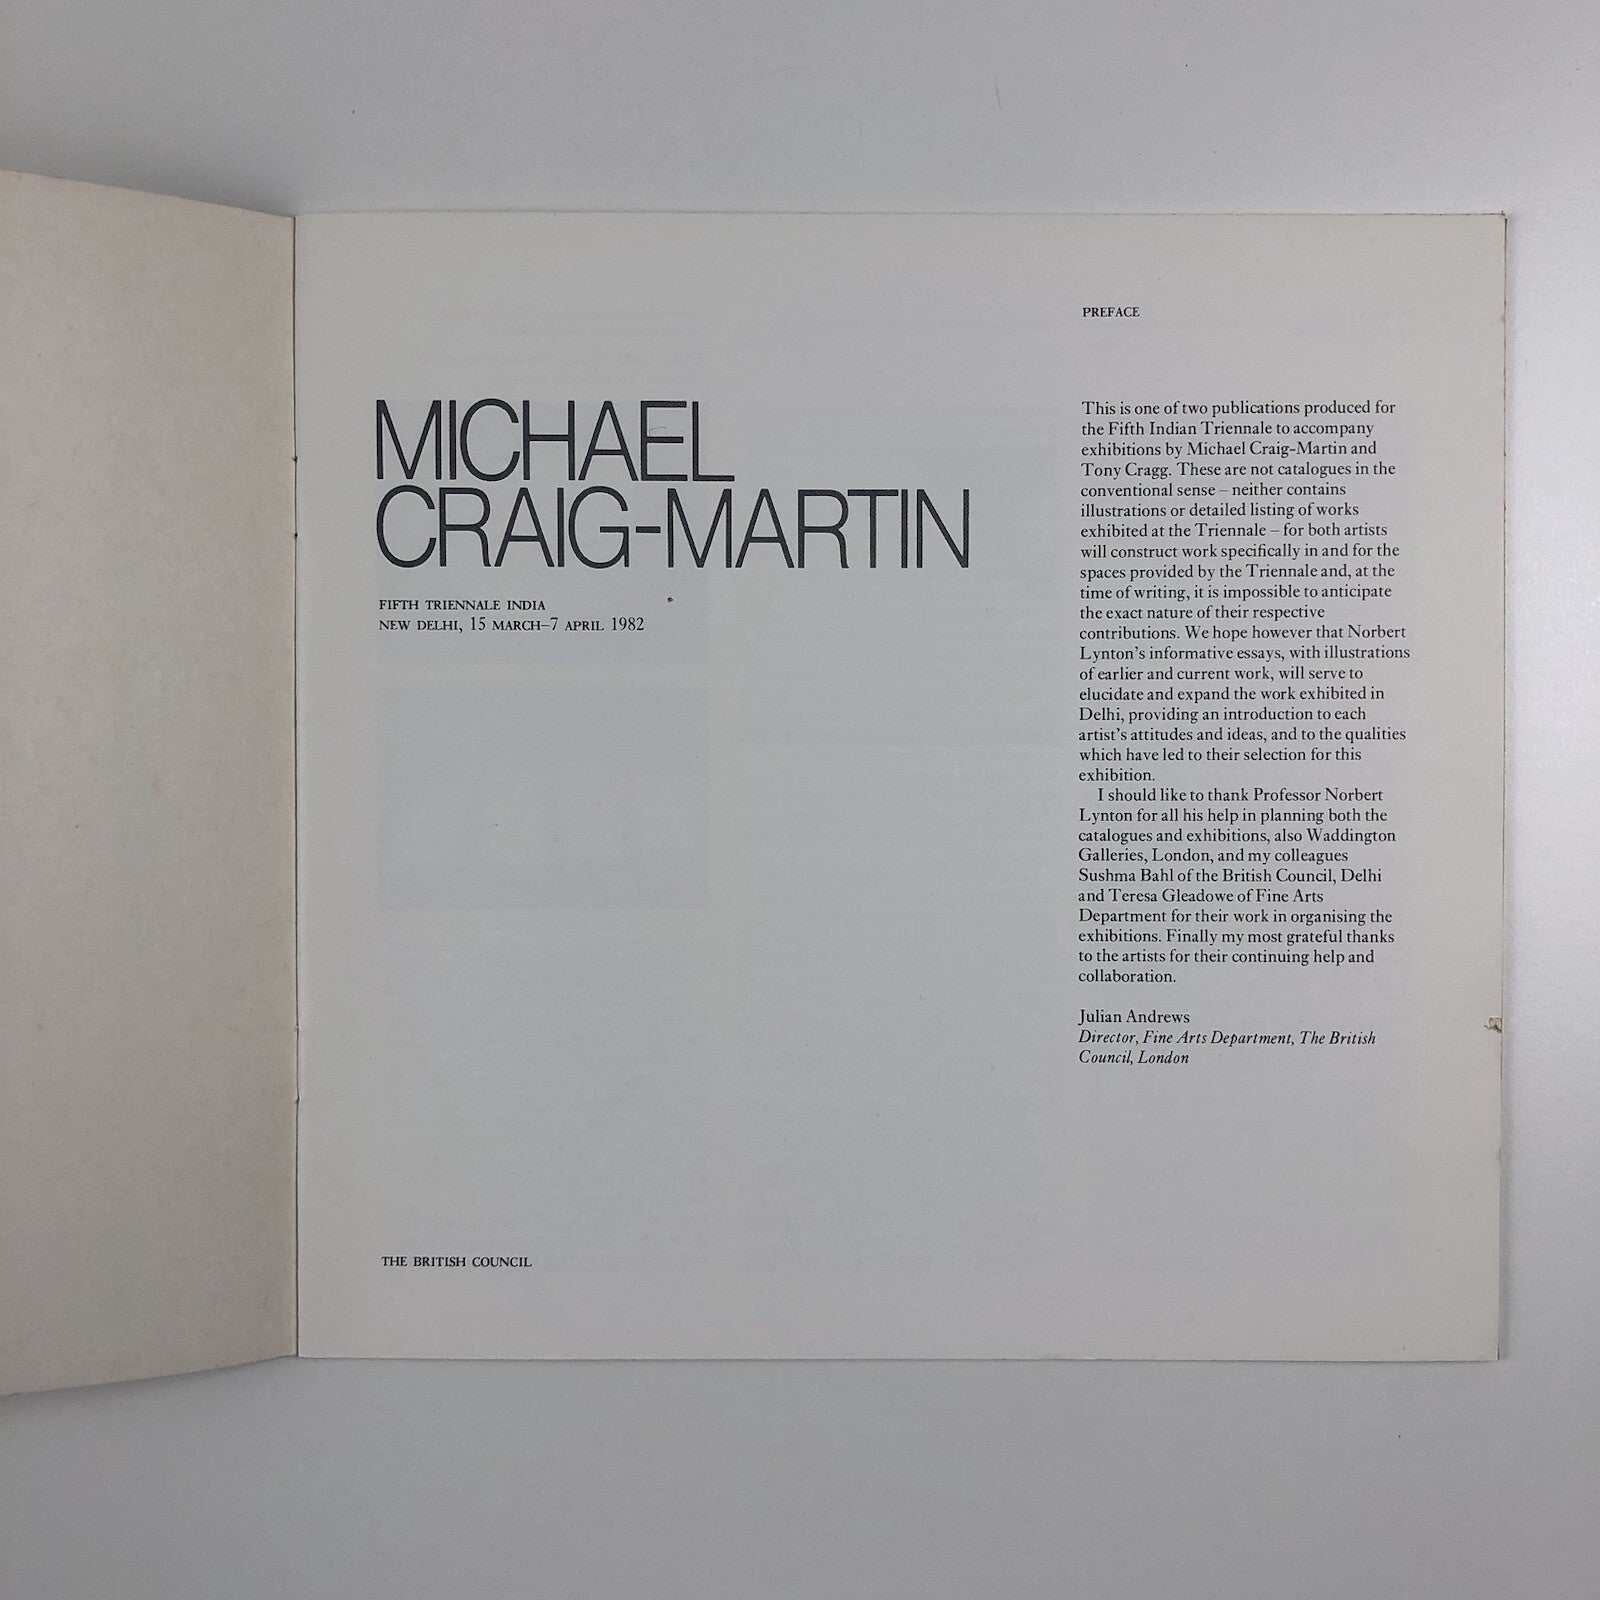 MICHAEL
CRAIG-MARTIN
FIFTH TRIENNALE INDIA
NEW DELHI, 15 MARCH–7 APRIL 1982
THE BRITISH COUNCIL
PREFACE
This is one of two publications produced for
the Fifth Indian Triennale to accompany
exhibitions by Michael Craig-Martin and
Tony Cragg. These are not catalogues in the
conventional sense – neither contains
illustrations or detailed listing of works
exhibited at the Triennale – for both artists
will construct work specifically in and for the
spaces provided by the Triennale and, at the
time of writing, it is impossible to anticipate
the exact nature of their respective
contributions. We hope however that Norbert
Lynton's informative essays, with illustrations
of earlier and current work, will serve to
elucidate and expand the work exhibited in
Delhi, providing an introduction to each
artist's attitudes and ideas, and to the qualities
which have led to their selection for this
exhibition.
I should like to thank Professor Norbert
Lynton for all his help in planning both the
catalogues and exhibitions, also Waddington
Galleries, London, and my colleagues
Sushma Bahl of the British Council, Delhi
and Teresa Gleadowe of Fine Arts
Department for their work in organising the
exhibitions. Finally my most grateful thanks
to the artists for their continuing help and
collaboration.
Julian Andrews
Director, Fine Arts Department, The British
Council, London